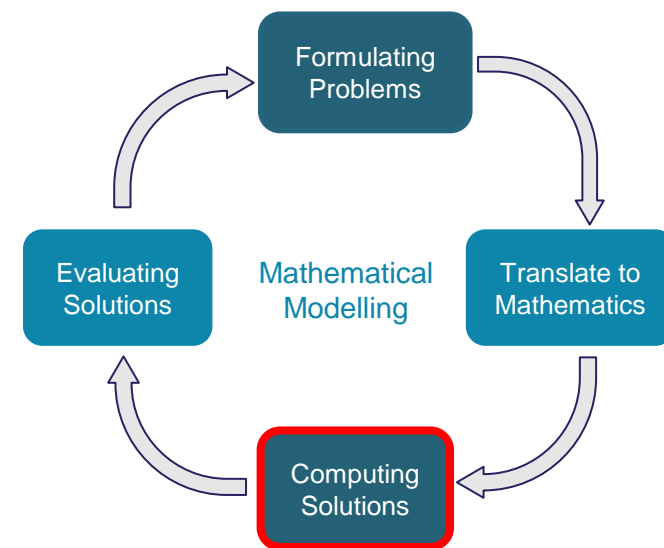 Formulating
Problems
Evaluating
Solutions
Mathematical
Modelling
Translate to
Mathematics
Computing
Solutions